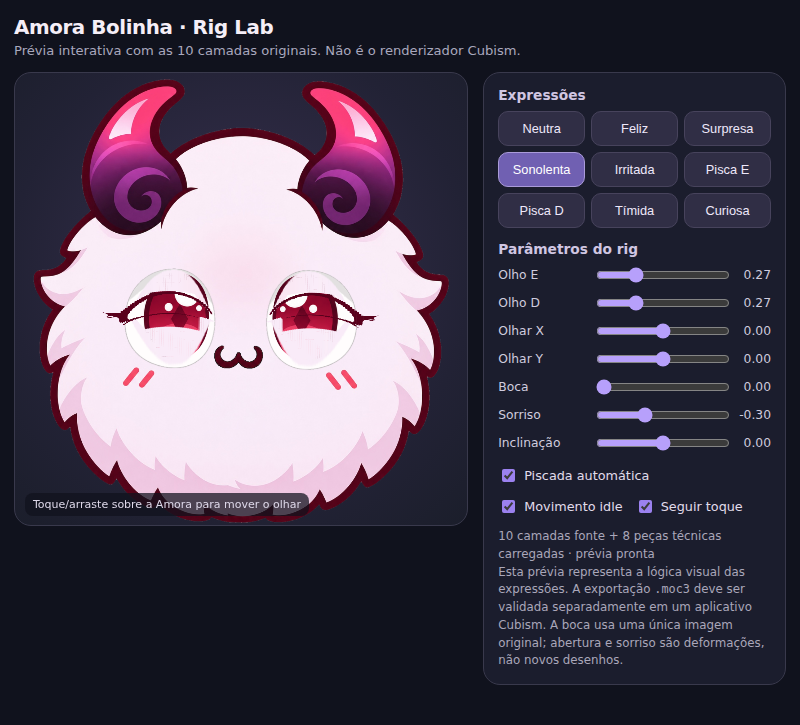 Amora Bolinha · Rig Lab
Prévia interativa com as 10 camadas originais. Não é o renderizador Cubism.
Toque/arraste sobre a Amora para mover o olhar
Expressões
Neutra
Feliz
Surpresa
Sonolenta
Irritada
Pisca E
Pisca D
Tímida
Curiosa
Parâmetros do rig
Olho E 0.27
Olho D 0.27
Olhar X 0.00
Olhar Y 0.00
Boca 0.00
Sorriso -0.30
Inclinação 0.00
Piscada automática
Movimento idle
Seguir toque
10 camadas fonte + 8 peças técnicas
carregadas · prévia pronta
Esta prévia representa a lógica visual das
expressões. A exportação .moc3 deve ser
validada separadamente em um aplicativo
Cubism. A boca usa uma única imagem
original; abertura e sorriso são deformações,
não novos desenhos.